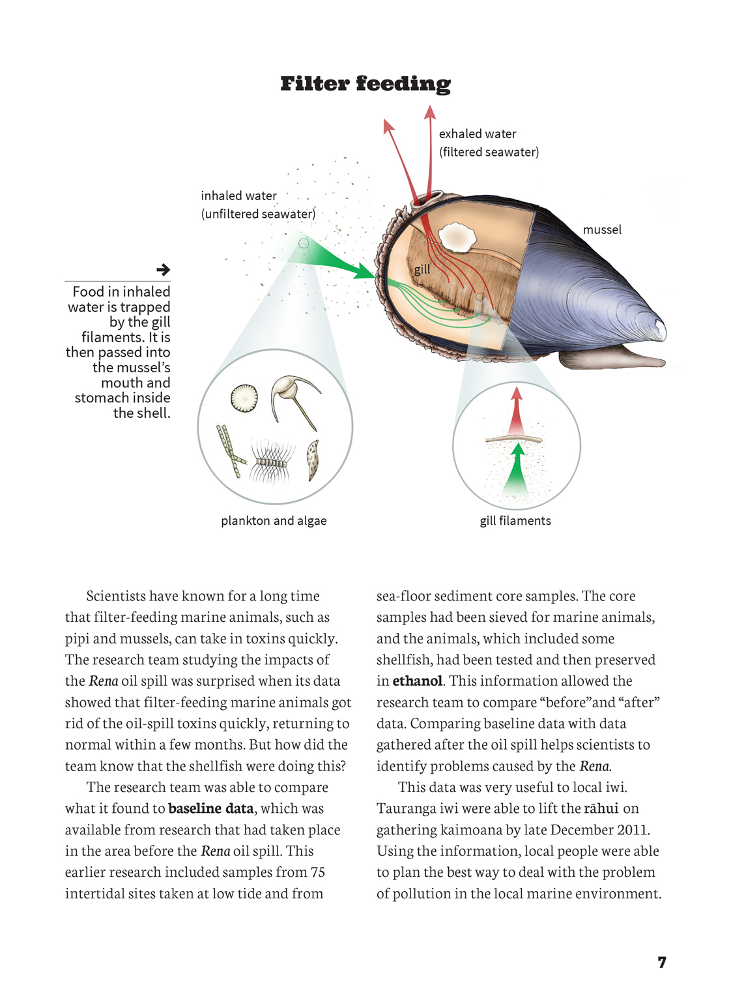 Filter feeding
exhaled water
(filtered seawater)
inhaled water
(unfiltered seawater)
mussel
gill
➔
Food in inhaled
water is trapped
by the gill
filaments. It is
then passed into
the mussel’s
mouth and
stomach inside
the shell.
plankton and algae
gill filaments
Scientists have known for a long time
that filter-feeding marine animals, such as
pipi and mussels, can take in toxins quickly.
The research team studying the impacts of
the Rena oil spill was surprised when its data
showed that filter-feeding marine animals got
rid of the oil-spill toxins quickly, returning to
normal within a few months. But how did the
team know that the shellfish were doing this?
The research team was able to compare
what it found to baseline data, which was
available from research that had taken place
in the area before the Rena oil spill. This
earlier research included samples from 75
intertidal sites taken at low tide and from
sea-floor sediment core samples. The core
samples had been sieved for marine animals,
and the animals, which included some
shellfish, had been tested and then preserved
in ethanol. This information allowed the
research team to compare “before”and “after”
data. Comparing baseline data with data
gathered after the oil spill helps scientists to
identify problems caused by the Rena.
This data was very useful to local iwi.
Tauranga iwi were able to lift the rāhui on
gathering kaimoana by late December 2011.
Using the information, local people were able
to plan the best way to deal with the problem
of pollution in the local marine environment.
7